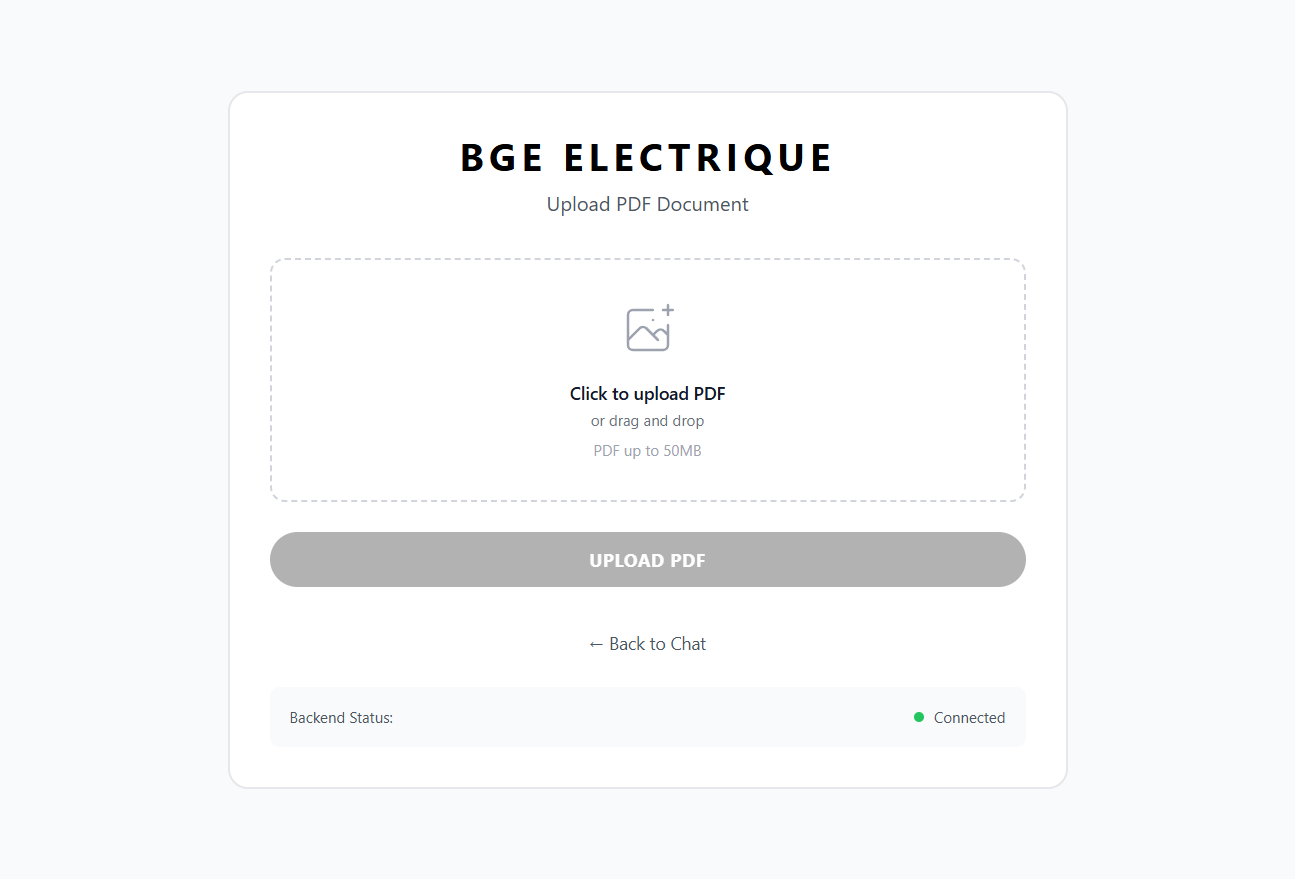 BGE ELECTRIQUE
Upload PDF Document
Click to upload PDF
or drag and drop
PDF up to 50MB
UPLOAD PDF
← Back to Chat
Backend Status: Connected